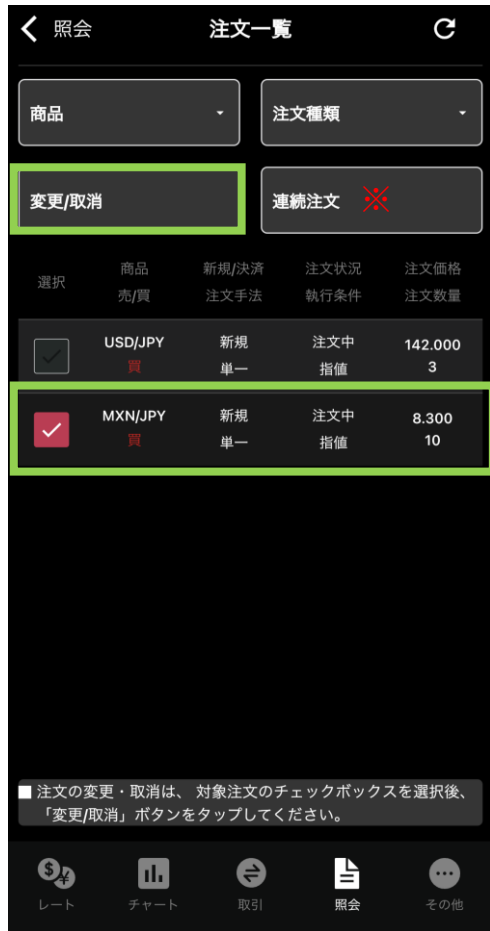 照会
注文一覧
商品
注文種類
変更/取消
連続注文 ※
選択
商品 新規/決済 注文状況 注文価格
売/買 注文手法 執行条件 注文数量
USD/JPY 新規 注文中 142.000
買 単一 指値 3
MXN/JPY 新規 注文中 8.300
買 単一 指値 10
■ 注文の変更・取消は、 対象注文のチェックボックスを選択後、
「変更/取消」ボタンをタップしてください。
レート チャート 取引 照会 その他